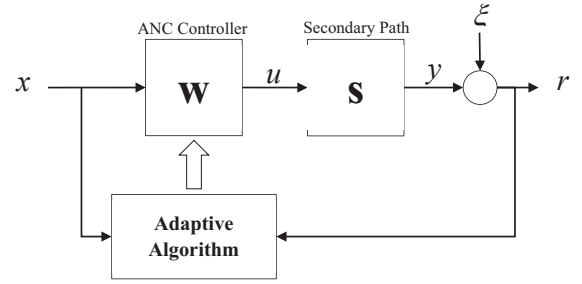 ANC Controller
Secondary Path
ξ
x
W
u
S
y
r
Adaptive
Algorithm